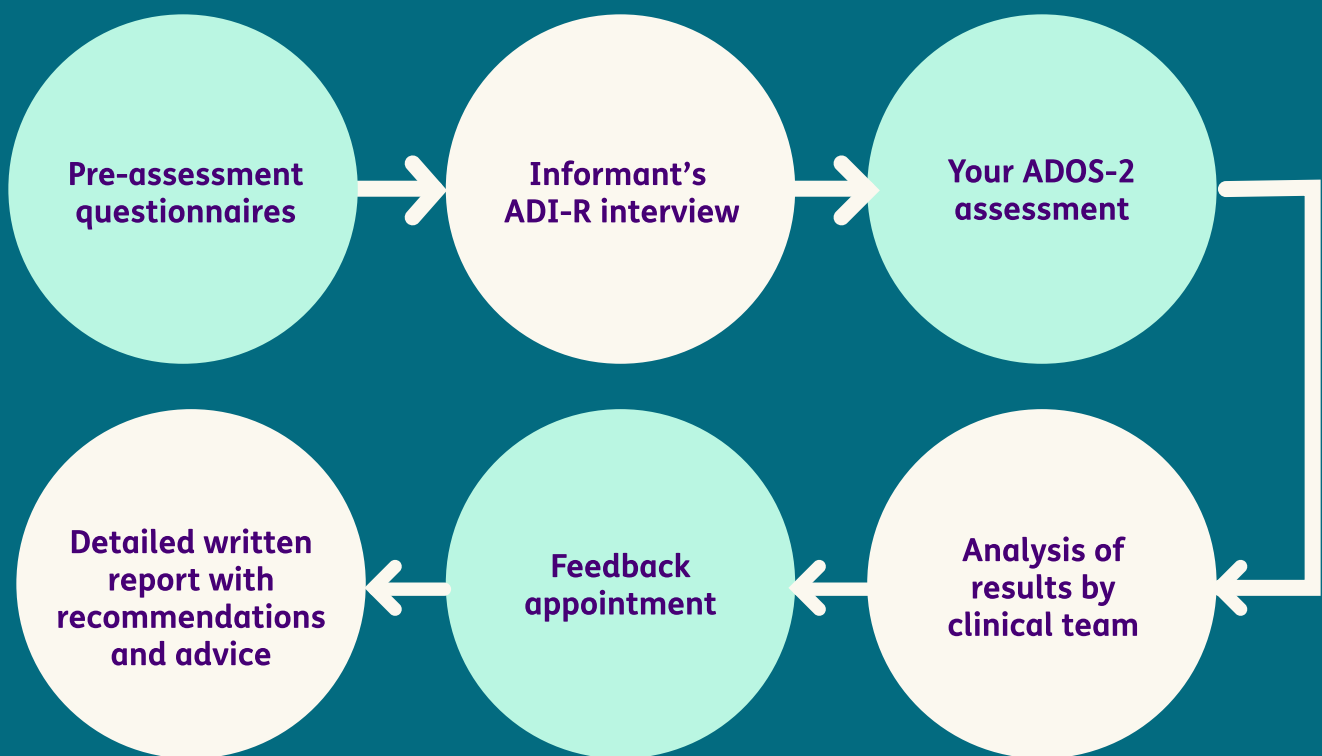 Pre-assessment
questionnaires
Informant’s
ADI-R interview
Your ADOS-2
assessment
Analysis of
results by
clinical team
Feedback
appointment
Detailed written
report with
recommendations
and advice